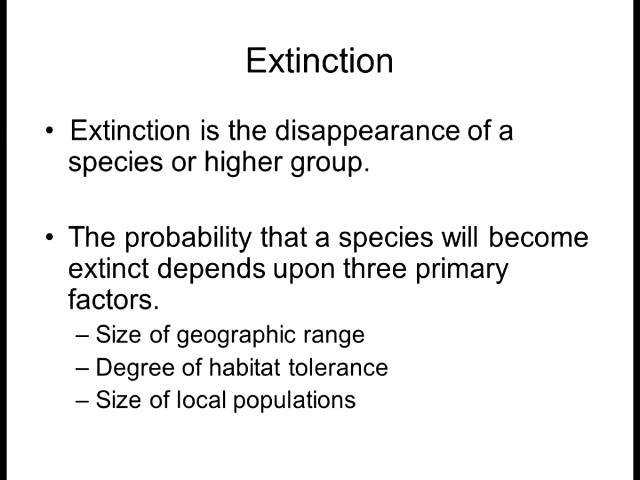 Extinction
• Extinction is the disappearance of a
species or higher group.
• The probability that a species will become
extinct depends upon three primary
factors.
– Size of geographic range
– Degree of habitat tolerance
– Size of local populations